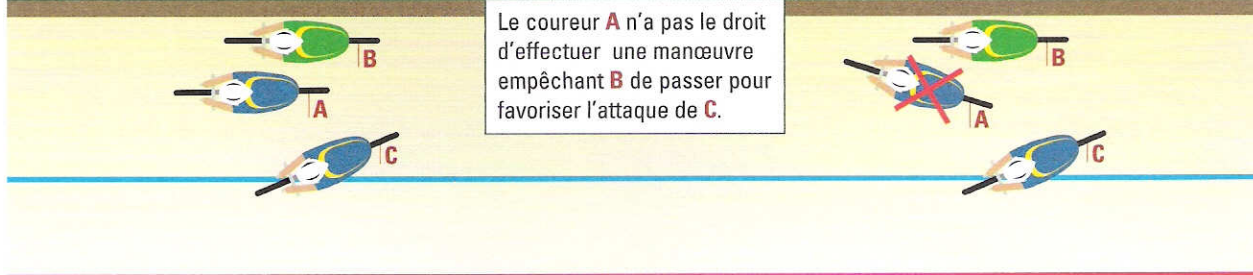 Le coureur A n'a pas le droit
d'effectuer une manœuvre
empêchant B de passer pour
favoriser l'attaque de C.
B
A
C
B
A
C